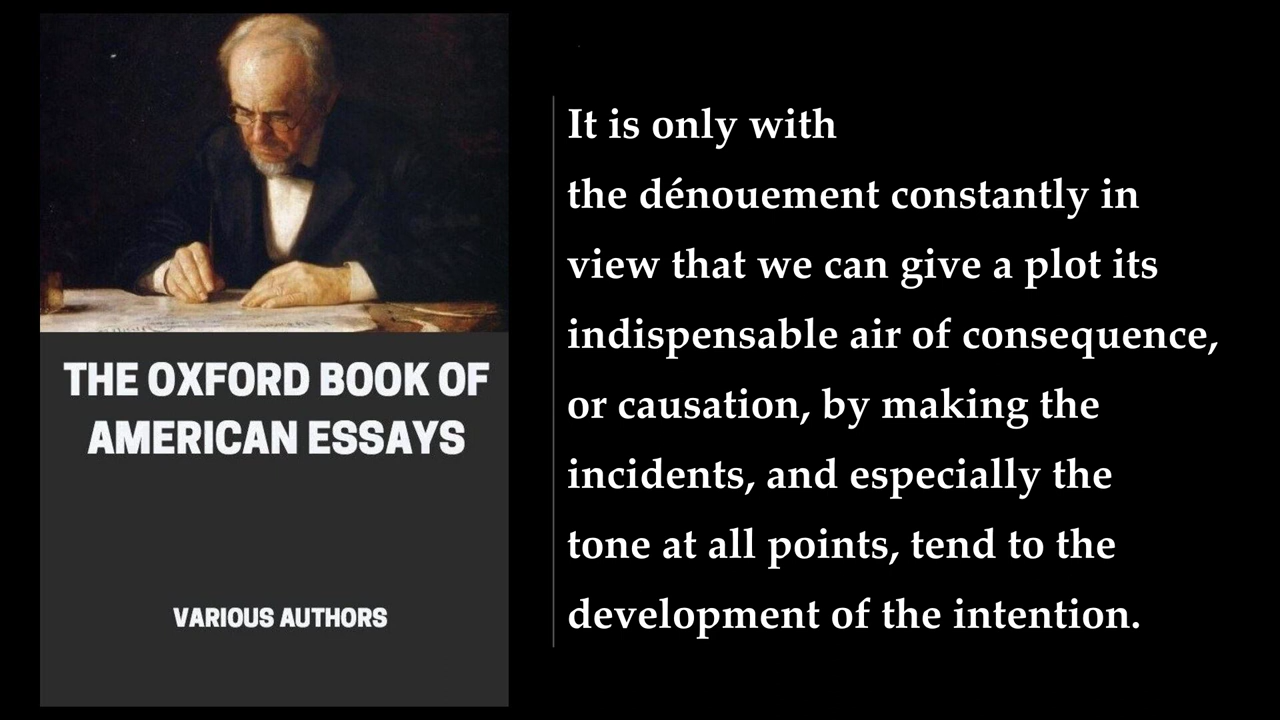 THE OXFORD BOOK OF
AMERICAN ESSAYS
VARIOUS AUTHORS
It is only with
the dénouement constantly in
view that we can give a plot its
indispensable air of consequence,
or causation, by making the
incidents, and especially the
tone at all points, tend to the
development of the intention.